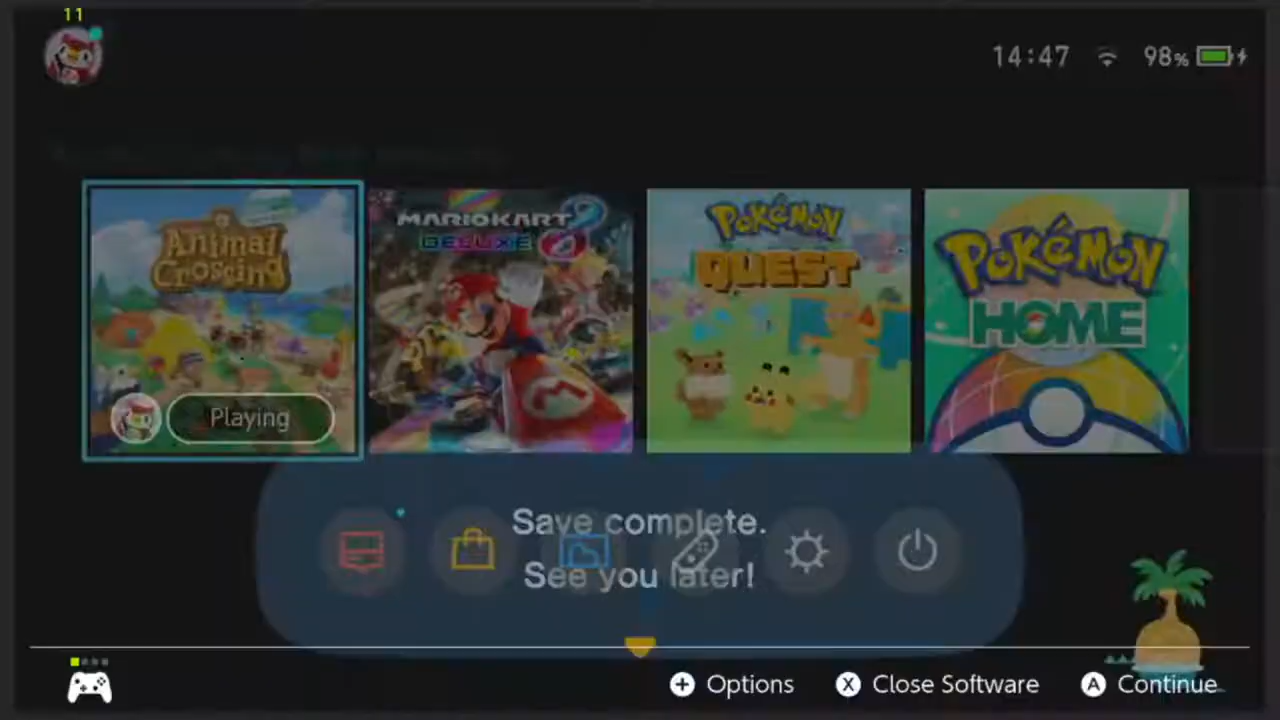 11
14:47 98%
Animal Crossing
MARIOKART 8 DELUXE
POKéMON QUEST
POKéMON HOME
Playing
Save complete.
See you later!
Options Close Software Continue